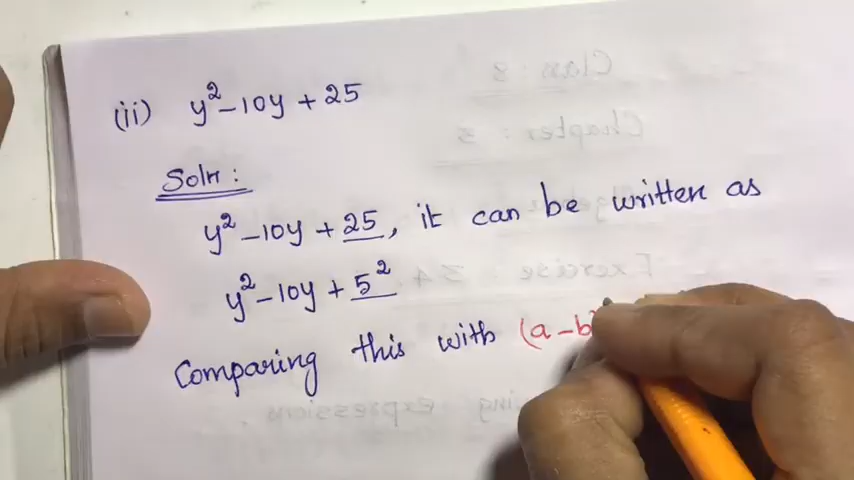 (ii) y² - 10y + 25
Soln :
y² - 10y + 25, it can be written as
y² - 10y + 5²
Comparing this with (a - b)